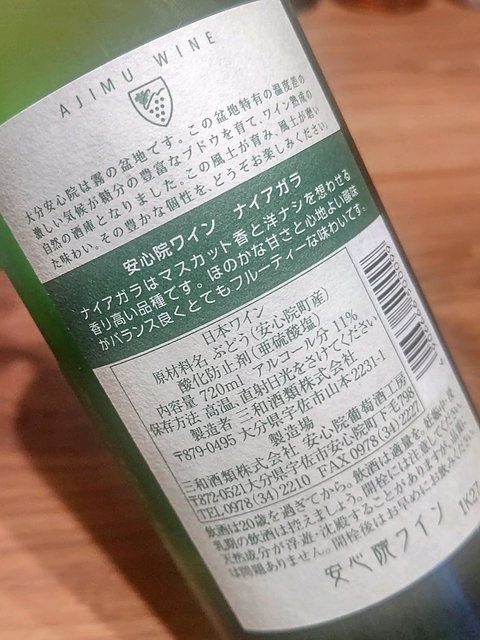 AJIMU WINE
大分安心院は霧の盆地です。この盆地特有の温度差の
激しい気候が糖分の豊富なブドウを育て、ワイン熟成の
自然の酒庫となりました。この風土が育み、風土が磨い
た味わい。その豊かな個性を、どうぞお楽しみください。
安心院ワイン ナイアガラ
ナイアガラはマスカット香と洋ナシを想わせる
香り高い品種です。ほのかな甘さと心地よい酸味
がバランス良くとてもフルーティーな味わいです。
日本ワイン
原材料名 ぶどう(安心院町産)
酸化防止剤(亜硫酸塩)
内容量 720ml アルコール分 11%
保存方法 高温、直射日光をさけてください
製造者 三和酒類株式会社
〒879-0495 大分県宇佐市山本2231-1
製造場
三和酒類株式会社 安心院葡萄酒工房
〒872-0521大分県宇佐市安心院町下毛798
TEL0978(34)2210 FAX0978(34)2227
飲酒は20歳を過ぎてから。飲酒は適量を。妊娠中・授
乳期の飲酒は控えましょう。開栓には注意してください。
天然成分が浮遊・沈殿することがありますが、品質に
は問題ありません。開栓後はお早めにお飲みください。
安心院ワイン 1K27